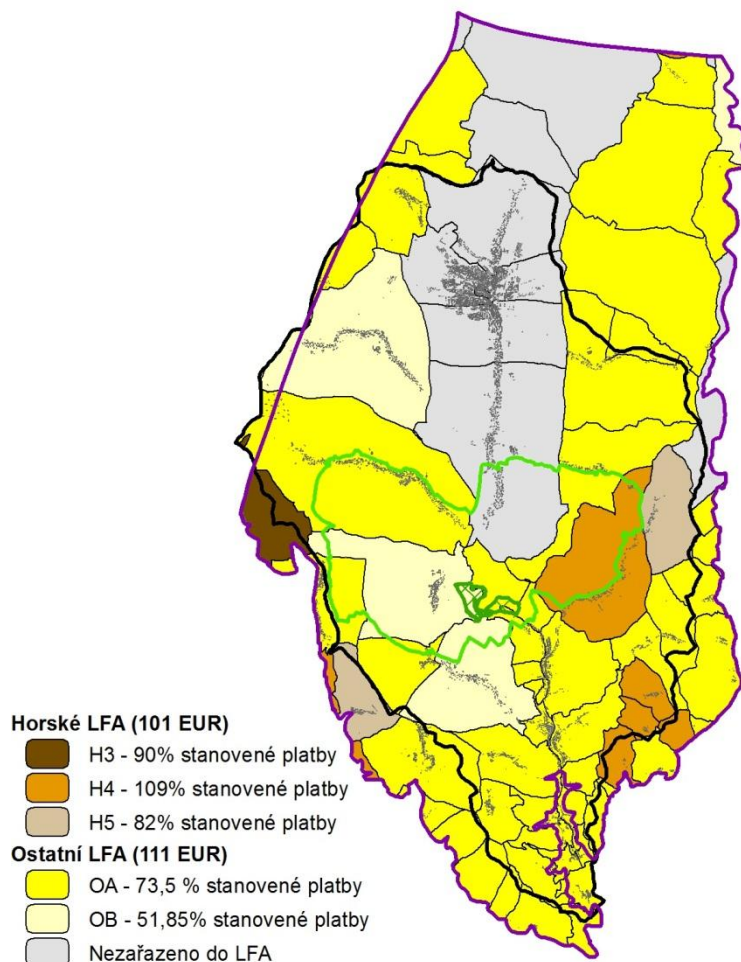 Horské LFA (101 EUR)
H3 - 90% stanovené platby
H4 - 109% stanovené platby
H5 - 82% stanovené platby
Ostatní LFA (111 EUR)
OA - 73,5 % stanovené platby
OB - 51,85% stanovené platby
Nezařazeno do LFA